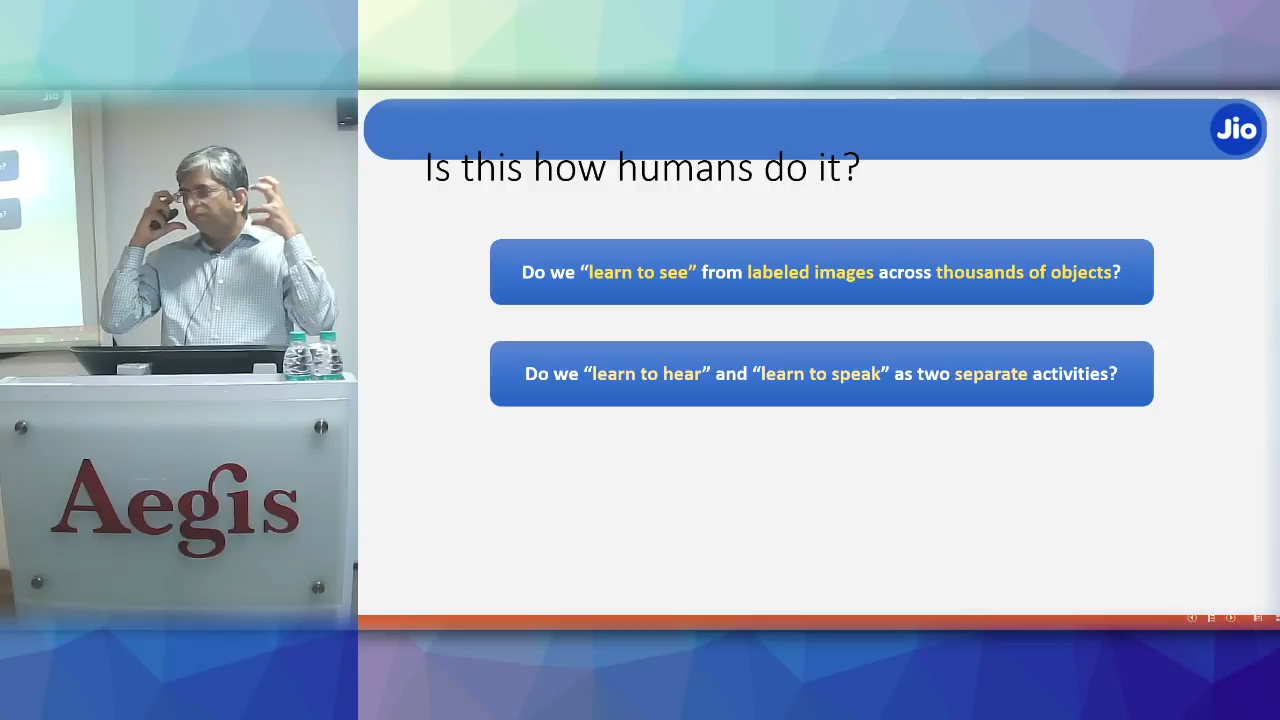 Jio
Is this how humans do it?
Do we “learn to see” from labeled images across thousands of objects?
Do we “learn to hear” and “learn to speak” as two separate activities?
Aegis
Jio